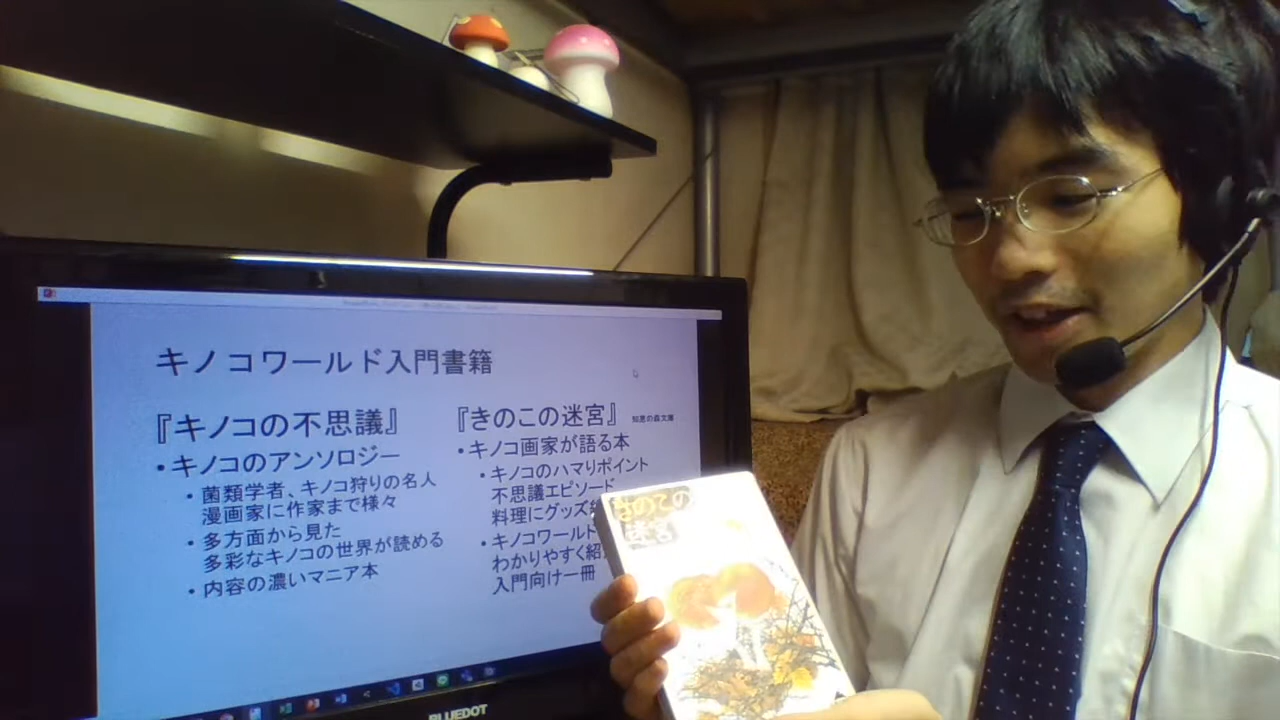 キノコワールド入門書籍
『キノコの不思議』
・キノコのアンソロジー
・菌類学者、キノコ狩りの名人
漫画家に作家まで様々
・多方面から見た
多彩なキノコの世界が読める
・内容の濃いマニア本
『きのこの迷宮』 知恵の森文庫
・キノコ画家が語る本
・キノコのハマりポイント
不思議エピソード
料理にグッズ
・キノコワールド
わかりやすく紹
入門向け一冊
きのこの
迷宮
BLUEDOT